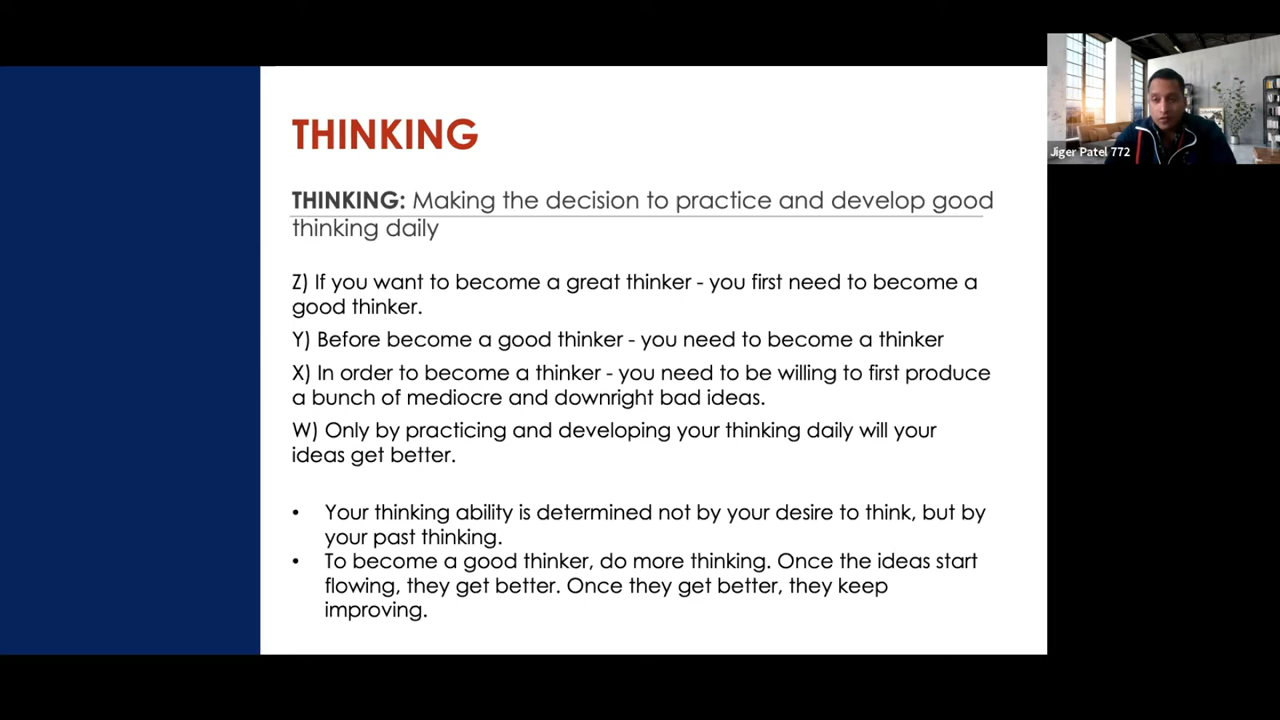 THINKING
THINKING: Making the decision to practice and develop good
thinking daily
Z) If you want to become a great thinker - you first need to become a
good thinker.
Y) Before become a good thinker - you need to become a thinker
X) In order to become a thinker - you need to be willing to first produce
a bunch of mediocre and downright bad ideas.
W) Only by practicing and developing your thinking daily will your
ideas get better.
• Your thinking ability is determined not by your desire to think, but by
your past thinking.
• To become a good thinker, do more thinking. Once the ideas start
flowing, they get better. Once they get better, they keep
improving.
Jiger Patel 772